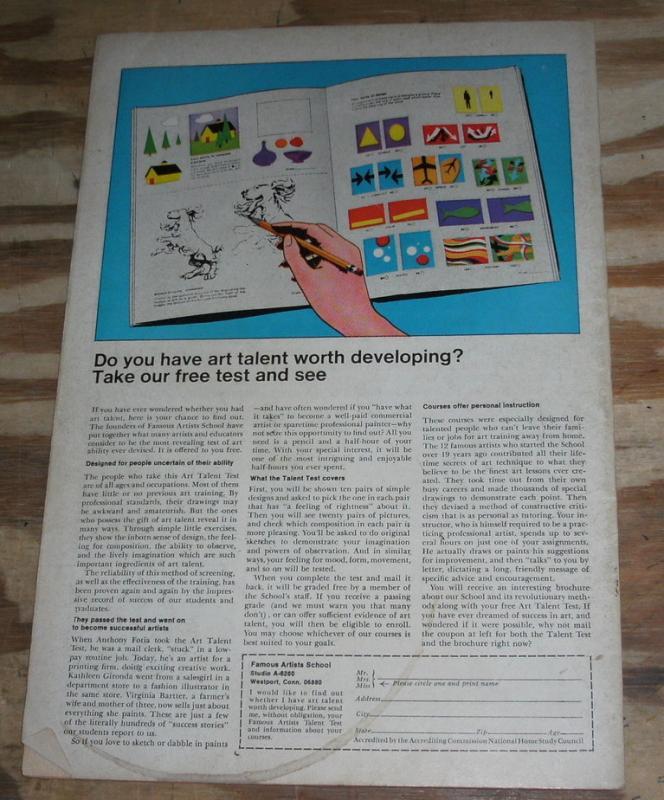 Do you have art talent worth developing?
Take our free test and see
If you have ever wondered whether you had
art talent, here is your chance to find out.
The founders of Famous Artists School have
put together what many artists and educators
consider to be the most revealing test of art
ability ever devised. It is offered to you free.
Designed for people uncertain of their ability
The people who take this Art Talent Test
are of all ages and occupations. Most of them
have little or no previous art training. By
professional standards, their drawings may
be awkward and amateurish. But the ones
who possess the gift of art talent reveal it in
many ways. Through simple little exercises,
they show the inborn sense of design, the feel-
ing for composition, the ability to observe,
and the lively imagination which are such
important ingredients of art talent.
The reliability of this method of screening,
as well as the effectiveness of the training, has
been proven again and again by the impres-
sive record of success of our students and
graduates.
They passed the test and went on
to become successful artists
When Anthony Fotia took the Art Talent
Test, he was a mail clerk, "stuck" in a low-
pay routine job. Today, he's an artist for a
printing firm, doing exciting creative work.
Kathleen Gironda went from a salesgirl in a
department store to a fashion illustrator in
the same store. Virginia Bartter, a farmer's
wife and mother of three, now sells just about
everything she paints. These are just a few
of the literally hundreds of "success stories"
our students report to us.
So if you love to sketch or dabble in paints
—and have often wondered if you "have what
it takes" to become a well-paid commercial
artist or sparetime professional painter—why
not seize this opportunity to find out? All you
need is a pencil and a half-hour of your
time. With your special interest, it will be
one of the most intriguing and enjoyable
half-hours you ever spent.
What the Talent Test covers
First, you will be shown ten pairs of simple
designs and asked to pick the one in each pair
that has "a feeling of rightness" about it.
Then you will see twenty pairs of pictures,
and check which composition in each pair is
more pleasing. You'll be asked to do original
sketches to demonstrate your imagination
and powers of observation. And in similar
ways, your feeling for mood, form, movement,
and so on will be tested.
When you complete the test and mail it
back, it will be graded free by a member of
the School's staff. If you receive a passing
grade (and we must warn you that many
don't), or can offer sufficient evidence of art
talent, you will then be eligible to enroll.
You may choose whichever of our courses is
best suited to your goals.
Courses offer personal instruction
These courses were especially designed for
talented people who can't leave their fami-
lies or jobs for art training away from home.
The 12 famous artists who started the School
over 19 years ago contributed all their life-
time secrets of art technique to what they
believe to be the finest art lessons ever cre-
ated. They took time out from their own
busy careers and made thousands of special
drawings to demonstrate each point. Then
they devised a method of constructive criti-
cism that is as personal as tutoring. Your in-
structor, who is himself required to be a prac-
ticing professional artist, spends up to sev-
eral hours on just one of your assignments.
He actually draws or paints his suggestions
for improvement, and then "talks" to you by
letter, dictating a long, friendly message of
specific advice and encouragement.
You will receive an interesting brochure
about our School and its revolutionary meth-
ods along with your free Art Talent Test. If
you have ever dreamed of success in art, and
wondered if it were possible, why not mail
the coupon at left for both the Talent Test
and the brochure right now?
Famous Artists School
Studio A-6260
Westport, Conn. 06880
I would like to find out
whether I have art talent
worth developing. Please send
me, without obligation, your
Famous Artists Talent Test
and information about your
courses.
Mr.
Mrs.
Miss
Please circle one and print name
Address
City
State Zip Age
Accredited by the Accrediting Commission National Home Study Council